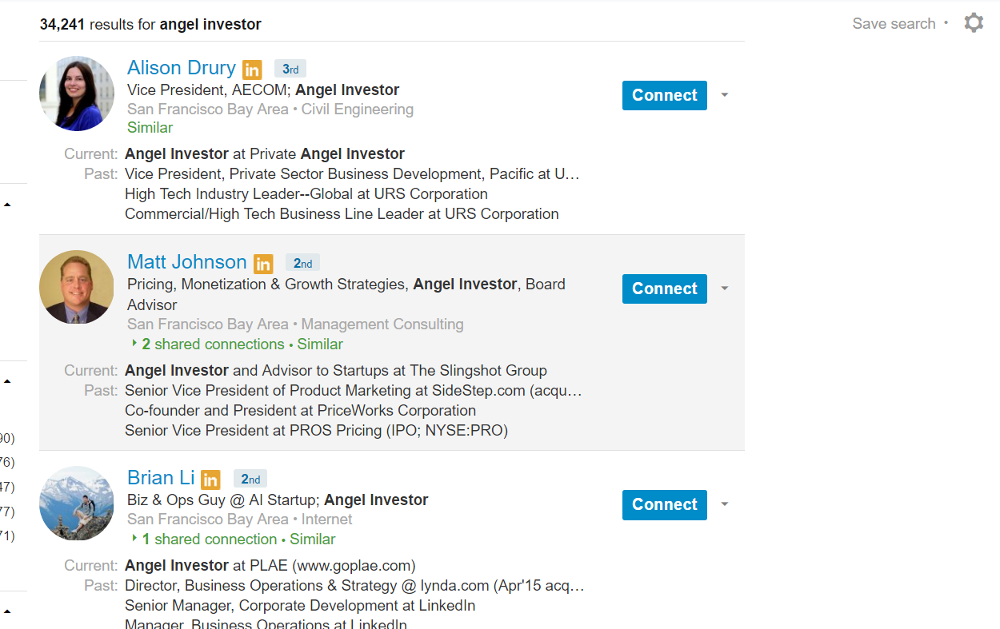 34,241 results for angel investor
Save search •
Alison Drury in 3rd
Vice President, AECOM; Angel Investor
Connect
San Francisco Bay Area • Civil Engineering
Similar
Current: Angel Investor at Private Angel Investor
Past: Vice President, Private Sector Business Development, Pacific at U…
High Tech Industry Leader--Global at URS Corporation
Commercial/High Tech Business Line Leader at URS Corporation
Matt Johnson in 2nd
Pricing, Monetization & Growth Strategies, Angel Investor, Board
Advisor
Connect
San Francisco Bay Area • Management Consulting
2 shared connections • Similar
Current: Angel Investor and Advisor to Startups at The Slingshot Group
Past: Senior Vice President of Product Marketing at SideStep.com (acqu…
Co-founder and President at PriceWorks Corporation
Senior Vice President at PROS Pricing (IPO; NYSE:PRO)
Brian Li in 2nd
Biz & Ops Guy @ AI Startup; Angel Investor
Connect
San Francisco Bay Area • Internet
1 shared connection • Similar
Current: Angel Investor at PLAE (www.goplae.com)
Past: Director, Business Operations & Strategy @ lynda.com (Apr'15 acq…
Senior Manager, Corporate Development at LinkedIn
Manager, Business Operations at LinkedIn